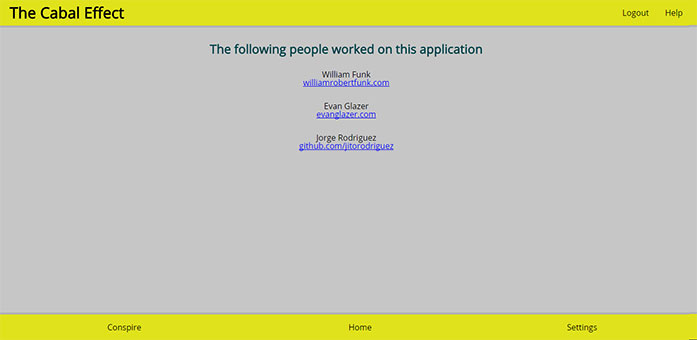 The Cabal Effect
Logout Help
The following people worked on this application
William Funk
williamrobertfunk.com
Evan Glazer
evanglazer.com
Jorge Rodriguez
github.com/jitorodriguez
Conspire Home Settings